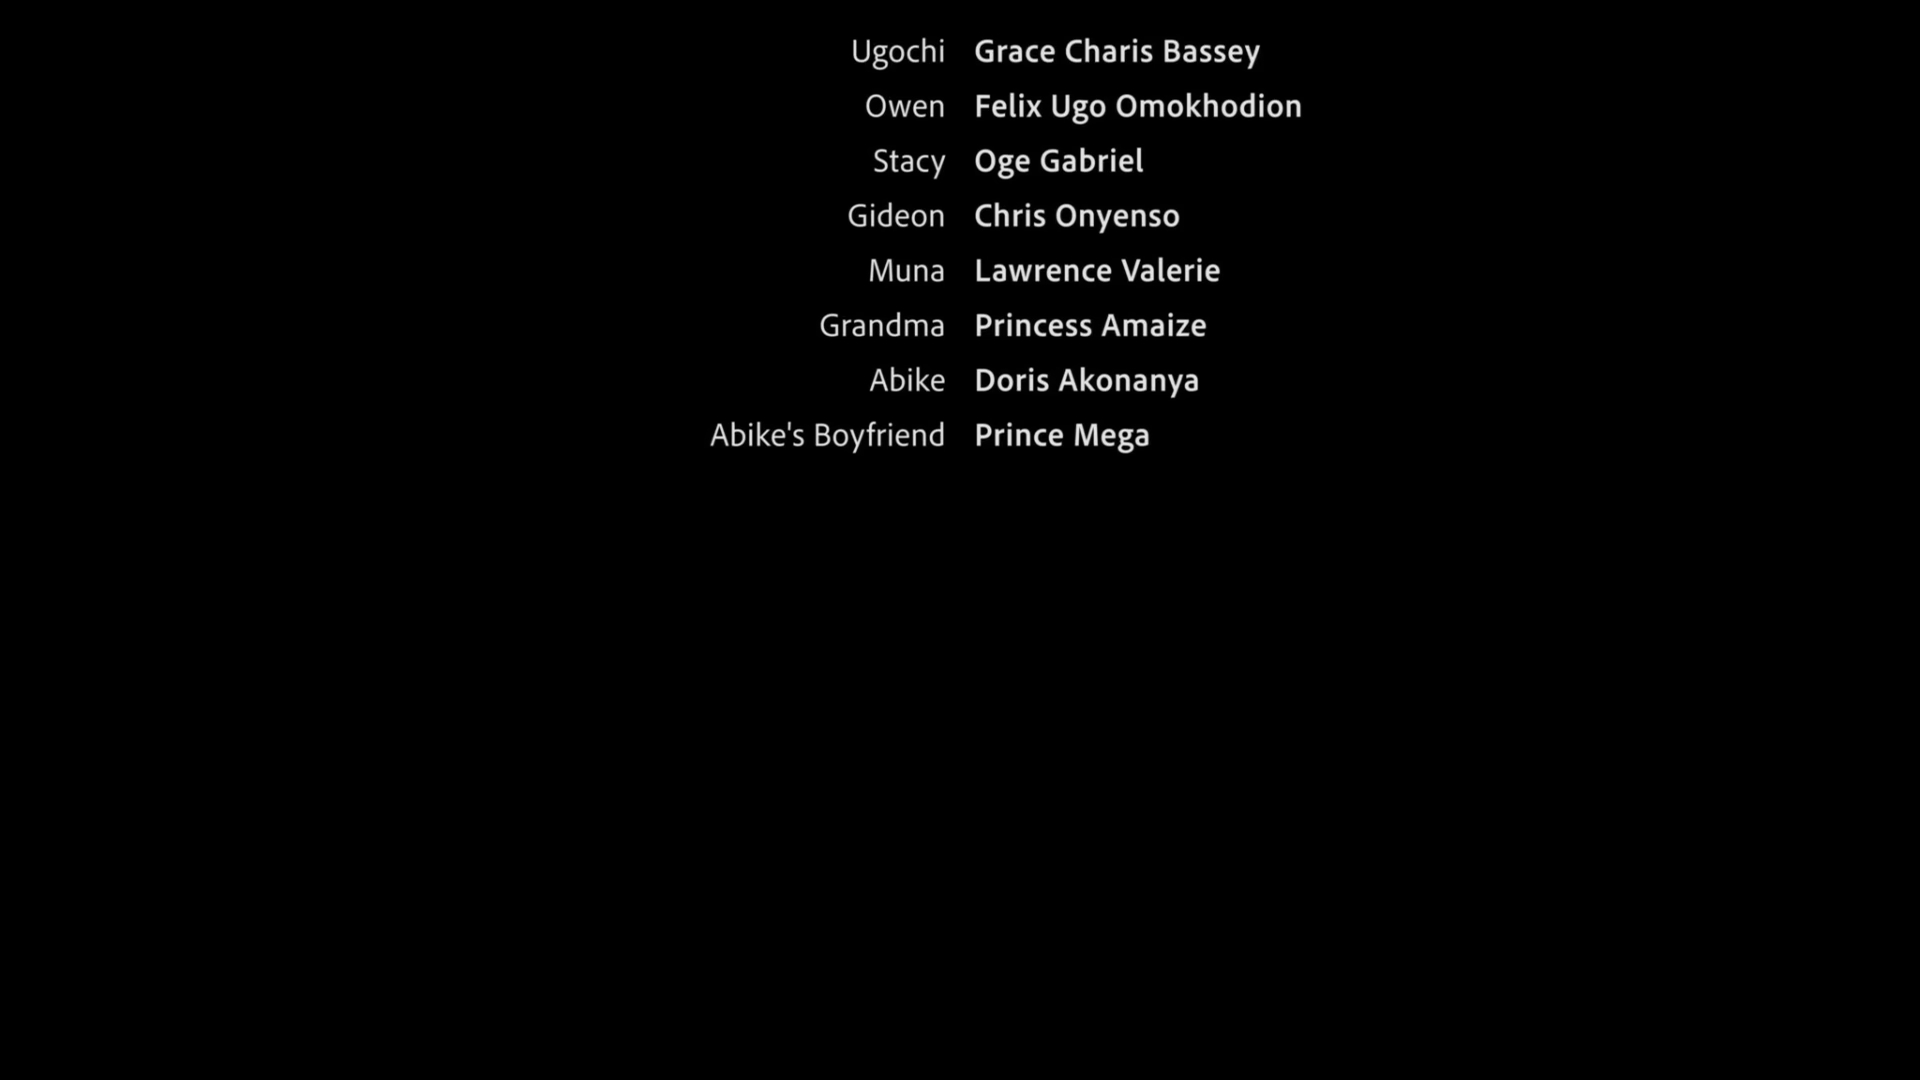 Ugochi Grace Charis Bassey
Owen Felix Ugo Omokhodion
Stacy Oge Gabriel
Gideon Chris Onyenso
Muna Lawrence Valerie
Grandma Princess Amaize
Abike Doris Akonanya
Abike's Boyfriend Prince Mega